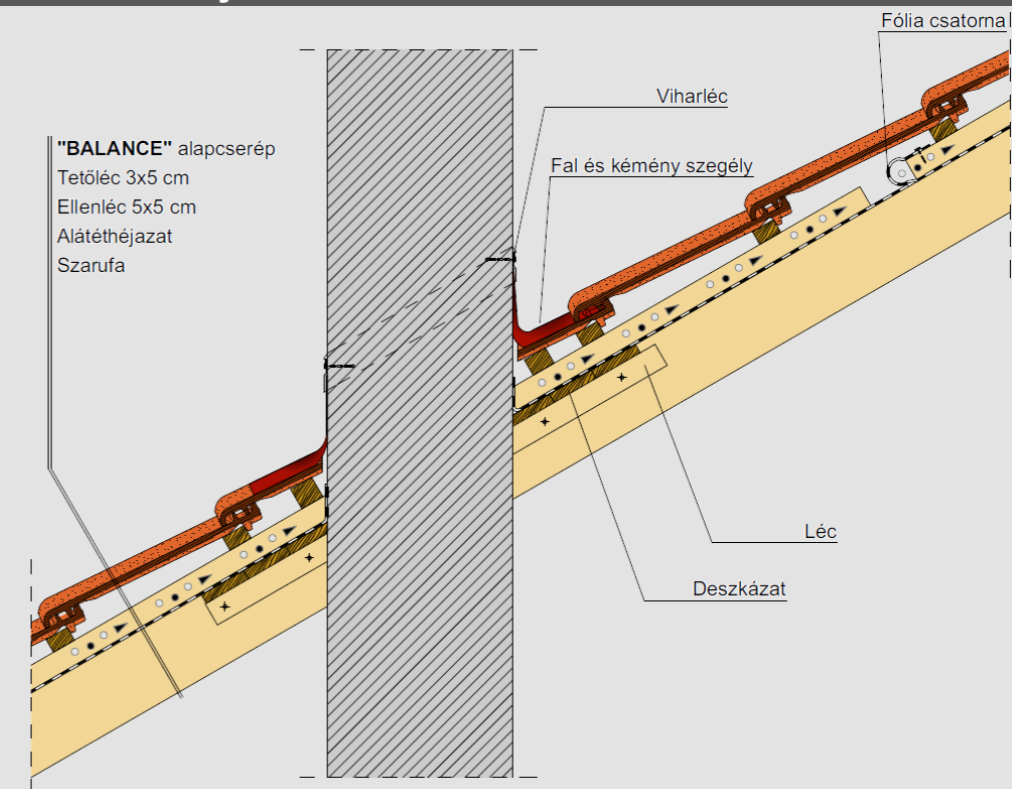 Fólia csatorna
Viharléc
"BALANCE" alapcserép
Fal és kémény szegély
Tetőléc 3x5 cm
Ellenléc 5x5 cm
Alátéthéjazat
Szarufa
Léc
Deszkázat